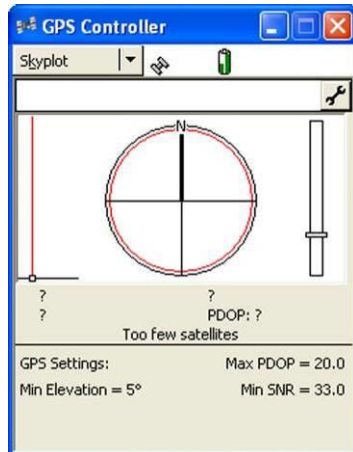 GPS Controller
Skyplot
N
? ?
? PDOP: ?
Too few satellites
GPS Settings: Max PDOP = 20.0
Min Elevation = 5° Min SNR = 33.0